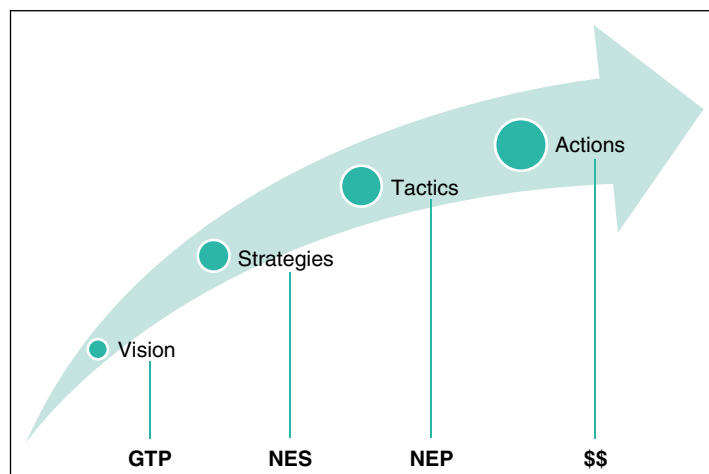 Actions
Tactics
Strategies
Vision
GTP NES NEP $$